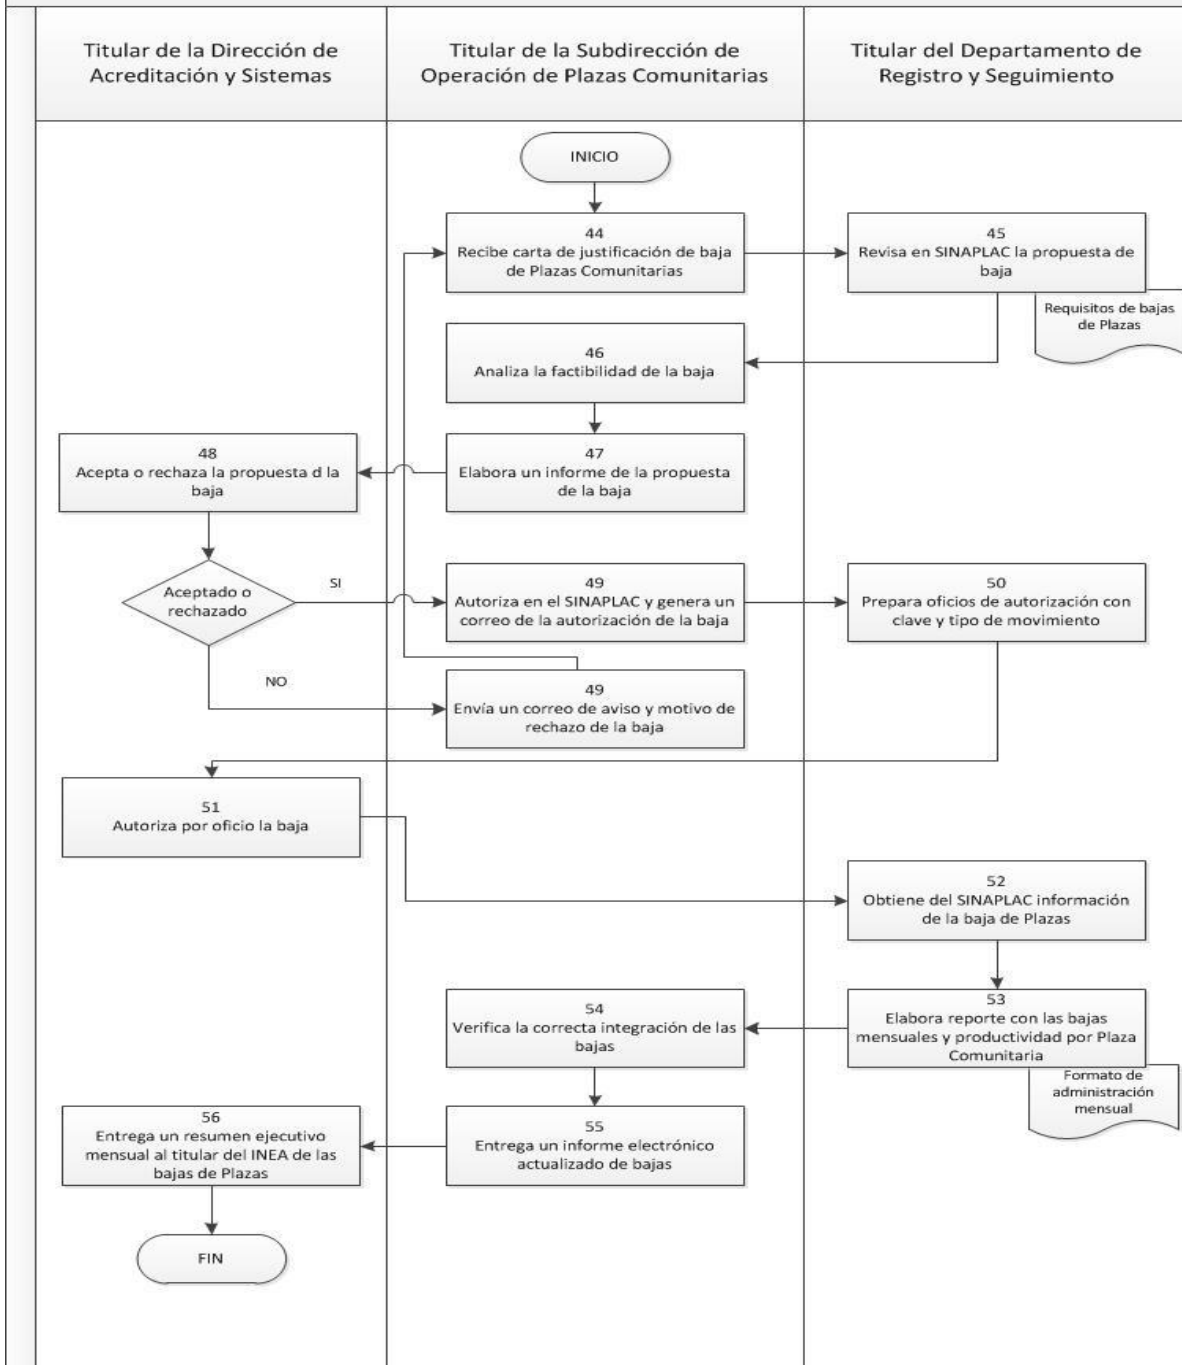 Titular de la Dirección de
Acreditación y Sistemas
Titular de la Subdirección de
Operación de Plazas Comunitarias
Titular del Departamento de
Registro y Seguimiento
INICIO
44
Recibe carta de justificación de baja
de Plazas Comunitarias
45
Revisa en SINAPLAC la propuesta de
baja
Requisitos de bajas
de Plazas
46
Analiza la factibilidad de la baja
47
Elabora un informe de la propuesta
de la baja
48
Acepta o rechaza la propuesta d la
baja
Aceptado o
rechazado
SI
49
Autoriza en el SINAPLAC y genera un
correo de la autorización de la baja
50
Prepara oficios de autorización con
clave y tipo de movimiento
NO
49
Envía un correo de aviso y motivo de
rechazo de la baja
51
Autoriza por oficio la baja
52
Obtiene del SINAPLAC información
de la baja de Plazas
53
Elabora reporte con las bajas
mensuales y productividad por Plaza
Comunitaria
Formato de
administración
mensual
54
Verifica la correcta integración de las
bajas
55
Entrega un informe electrónico
actualizado de bajas
56
Entrega un resumen ejecutivo
mensual al titular del INEA de las
bajas de Plazas
FIN